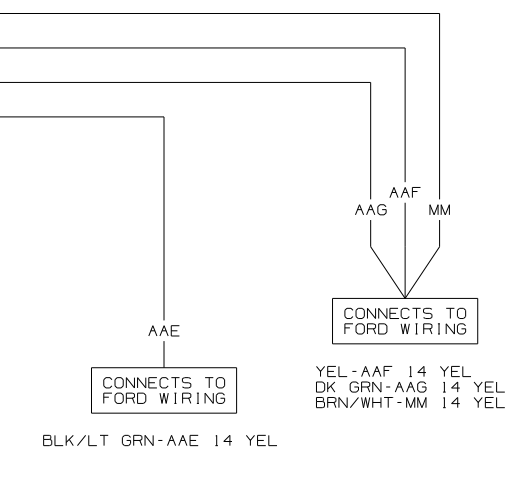 AAF
AAG
MM
CONNECTS TO
FORD WIRING
AAE
YEL-AAF 14 YEL
DK GRN-AAG 14 YEL
BRN/WHT-MM 14 YEL
CONNECTS TO
FORD WIRING
BLK/LT GRN-AAE 14 YEL